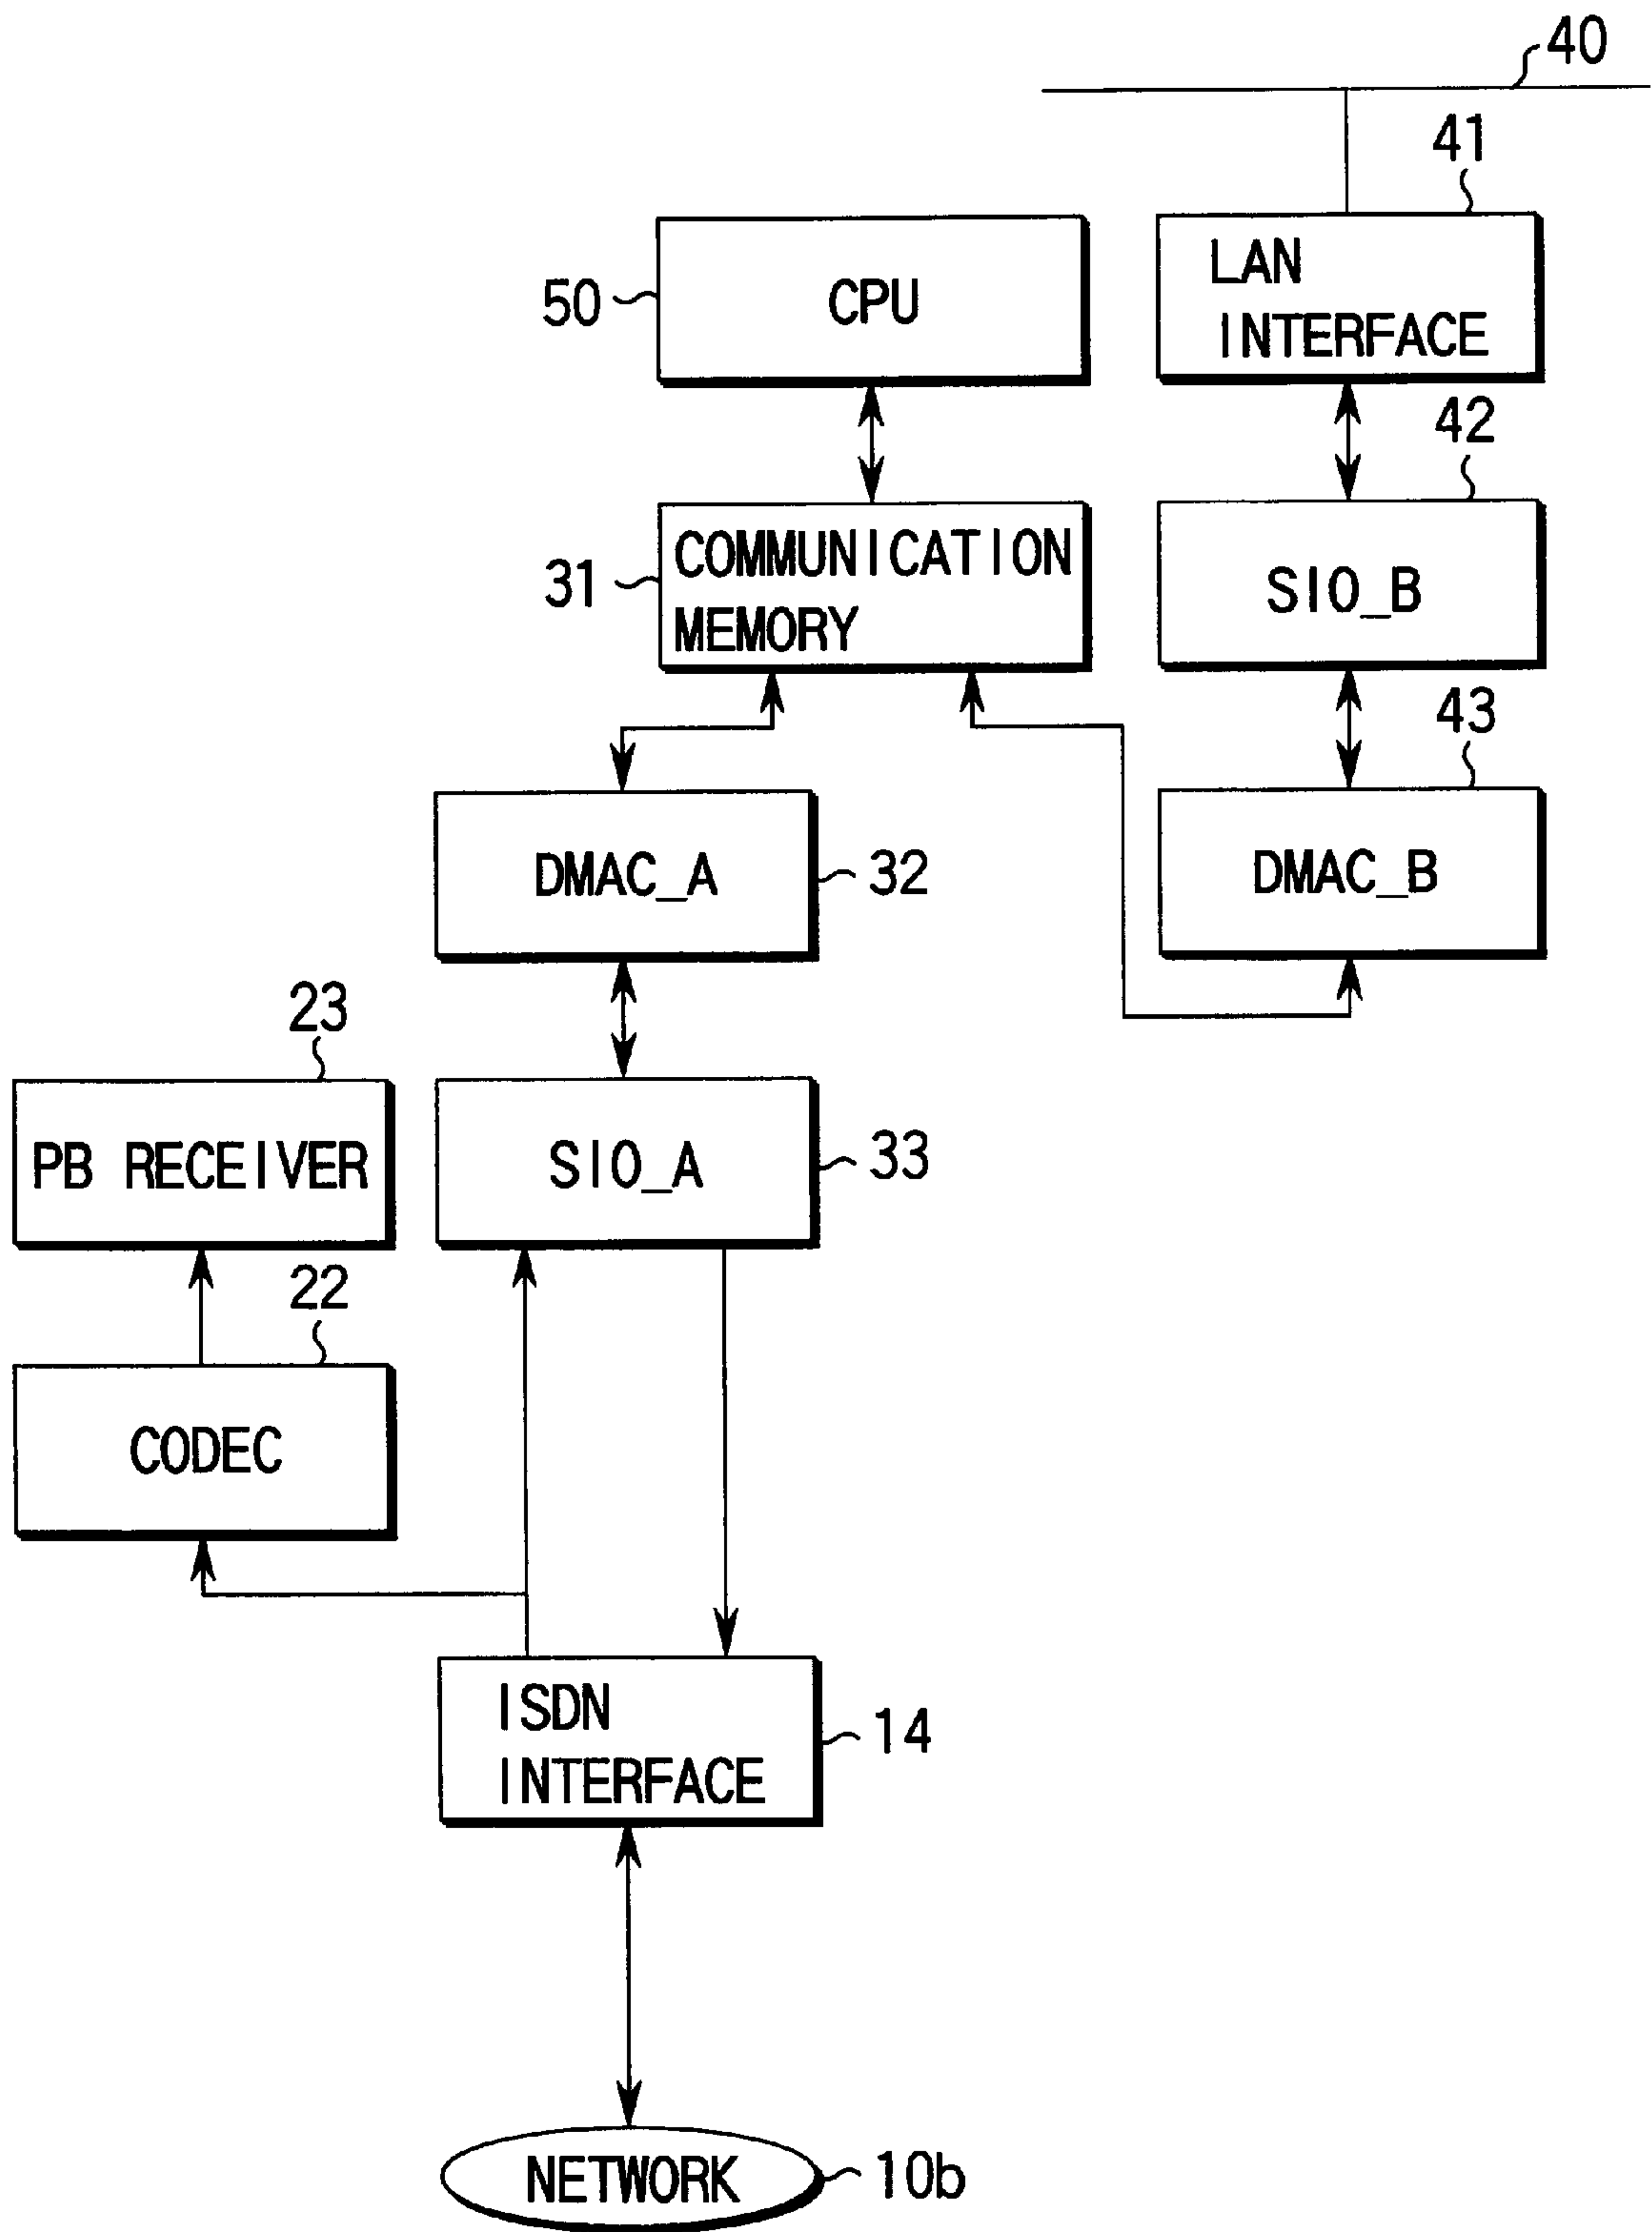 40
41
50
CPU
LAN
INTERFACE
42
31
COMMUNICATION
MEMORY
SIO_B
43
DMAC_A
32
DMAC_B
23
PB RECEIVER
SIO_A
33
22
CODEC
ISDN
INTERFACE
14
NETWORK
10b